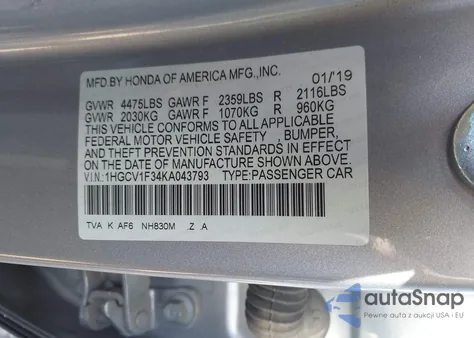 MFD.BY HONDA OF AMERICA MFG.,INC. 01/'19
GVWR 4475LBS GAWR F 2359LBS R 2116LBS
GVWR 2030KG GAWR F 1070KG R 960KG
THIS VEHICLE CONFORMS TO ALL APPLICABLE
FEDERAL MOTOR VEHICLE SAFETY , BUMPER,
AND THEFT PREVENTION STANDARDS IN EFFECT
ON THE DATE OF MANUFACTURE SHOWN ABOVE.
V.I.N.:1HGCV1F34KA043793 TYPE:PASSENGER CAR
TVA K AF6 NH830M .Z .A
autoSnap
Pewne auta z aukcji w USA i EU